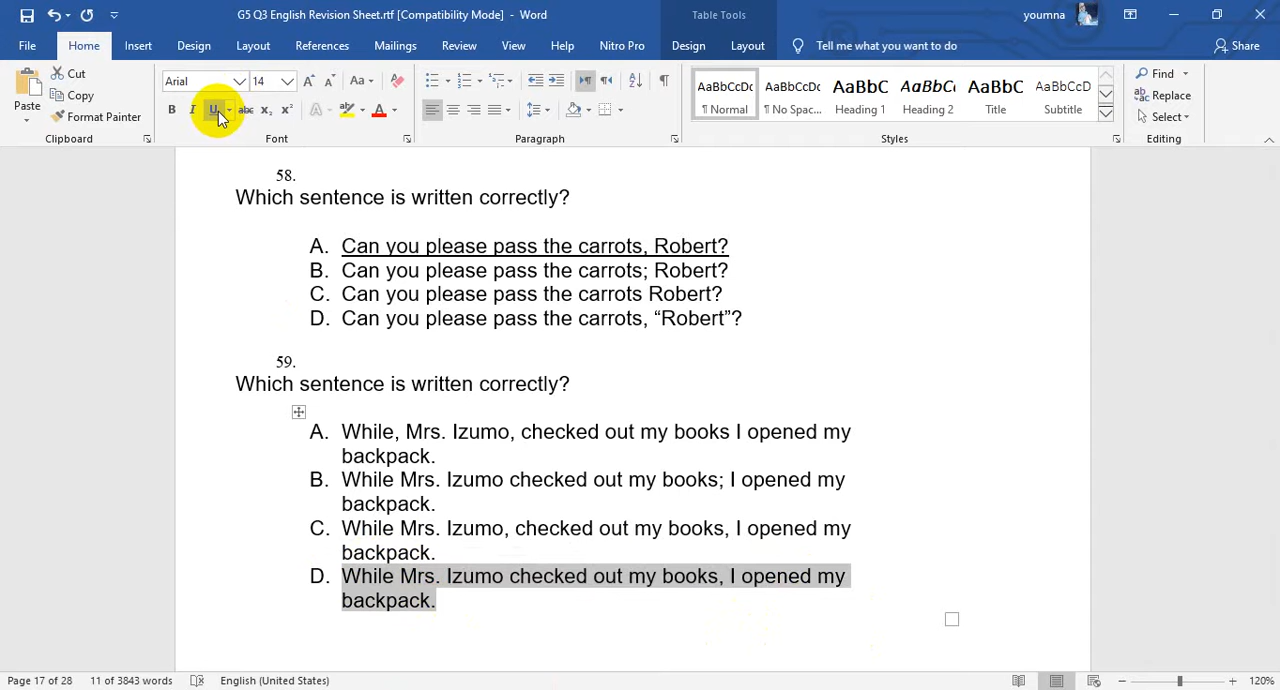 G5 Q3 English Revision Sheet.rtf [Compatibility Mode] - Word
Table Tools
youmna
File Home Insert Design Layout References Mailings Review View Help Nitro Pro Design Layout Tell me what you want to do Share
Paste Cut Copy Format Painter
Arial 14 Aa
B I U abc x₂ x² A A
AaBbCcDc AaBbCcDc AaBbC AaBbCc AaBbC AaBbCcD
¶ Normal ¶ No Spac... Heading 1 Heading 2 Title Subtitle
Find
Replace
Select
Clipboard Font Paragraph Styles Editing
58.
Which sentence is written correctly?
A. Can you please pass the carrots, Robert?
B. Can you please pass the carrots; Robert?
C. Can you please pass the carrots Robert?
D. Can you please pass the carrots, “Robert”?
59.
Which sentence is written correctly?
A. While, Mrs. Izumo, checked out my books I opened my
backpack.
B. While Mrs. Izumo checked out my books; I opened my
backpack.
C. While Mrs. Izumo, checked out my books, I opened my
backpack.
D. While Mrs. Izumo checked out my books, I opened my
backpack.
Page 17 of 28 11 of 3843 words English (United States) 120%